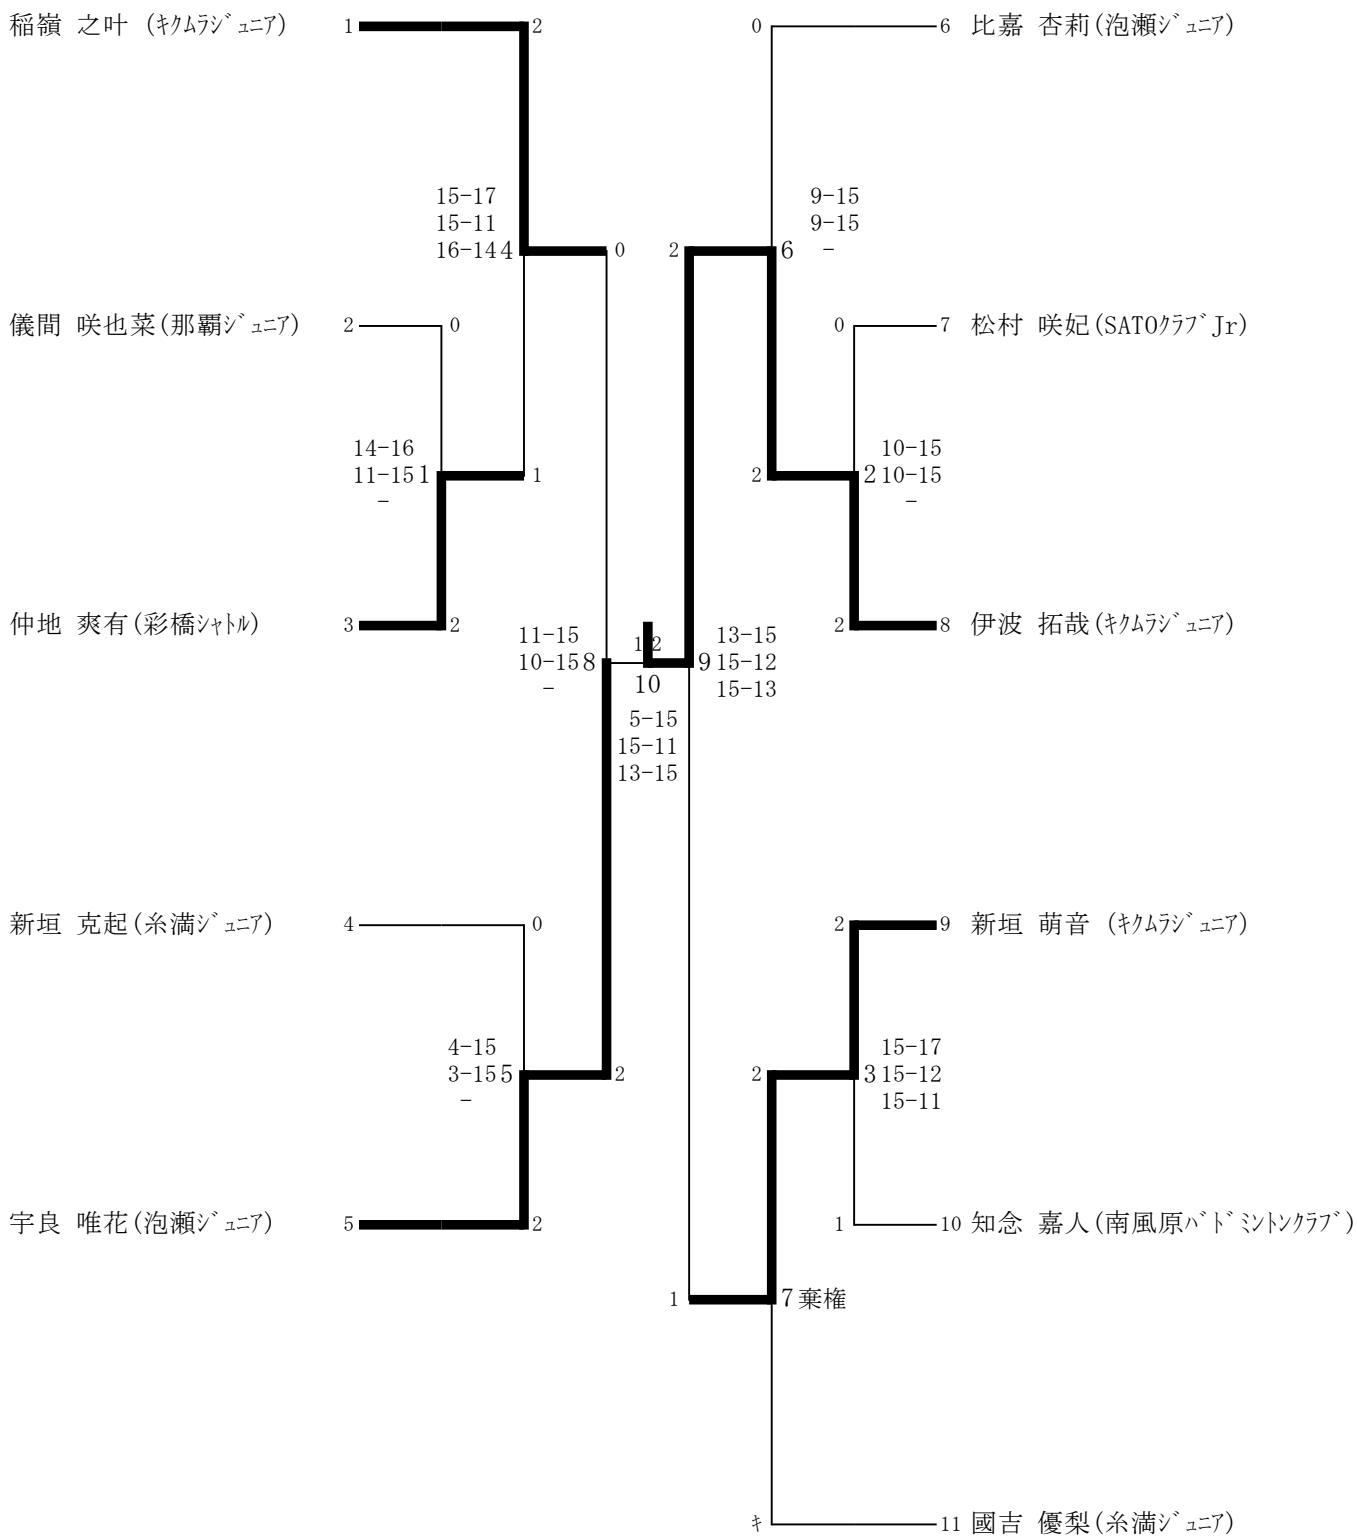 稲嶺 之叶 (ｷｸﾑﾗｼﾞｭﾆｱ) 1 2
0 6 比嘉 杏莉(泡瀬ｼﾞｭﾆｱ)
15-17
15-11
16-14 4 0
9-15
9-15
2 6 -
儀間 咲也菜(那覇ｼﾞｭﾆｱ) 2 0
0 7 松村 咲妃(SATOｸﾗﾌﾞJr)
14-16
11-15 1 1
-
10-15
2 2 10-15
-
仲地 爽有(彩橋ｼｬﾄﾙ) 3 2
2 8 伊波 拓哉(ｷｸﾑﾗｼﾞｭﾆｱ)
11-15
10-15 8
-
1 2
10
5-15
15-11
13-15
13-15
9 15-12
15-13
新垣 克起(糸満ｼﾞｭﾆｱ) 4 0
2 9 新垣 萌音 (ｷｸﾑﾗｼﾞｭﾆｱ)
4-15
3-15 5 2
-
15-17
2 3 15-12
15-11
宇良 唯花(泡瀬ｼﾞｭﾆｱ) 5 2
1 10 知念 嘉人(南風原ﾊﾞﾄﾞﾐﾝﾄﾝｸﾗﾌﾞ)
1 7 棄権
ｷ 11 國吉 優梨(糸満ｼﾞｭﾆｱ)